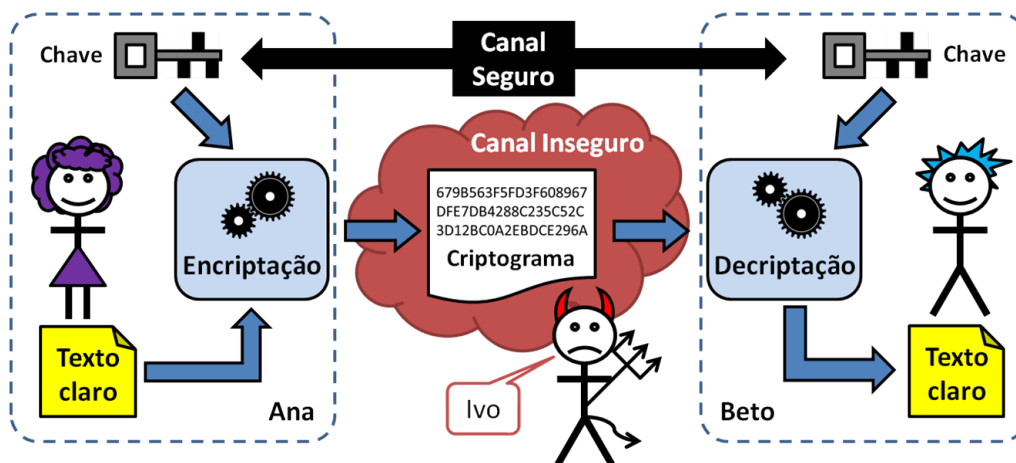 Chave
Canal
Seguro
Chave
Canal Inseguro
679B563F5FD3F608967
DFE7DB4288C235C52C
3D12BC0A2EBDCE296A
Criptograma
Encriptação
Decriptação
Texto
claro
Ana
Ivo
Beto
Texto
claro